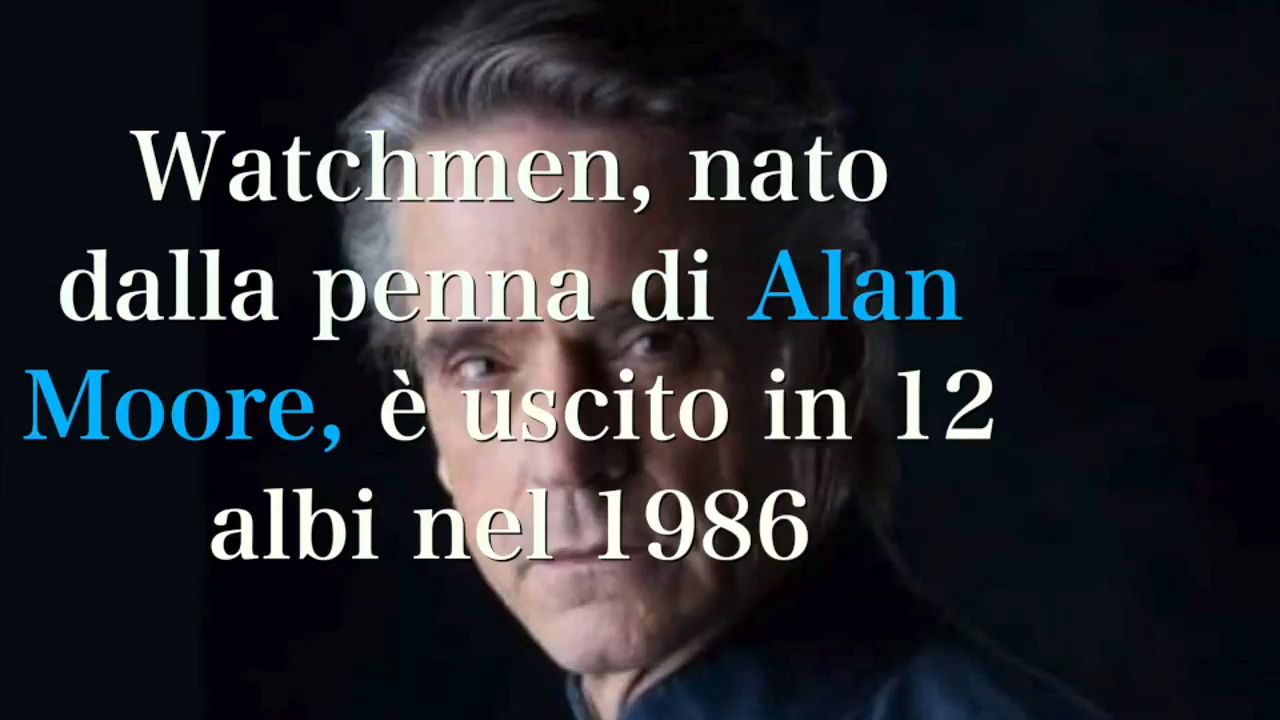 Watchmen, nato
dalla penna di Alan
Moore, è uscito in 12
albi nel 1986